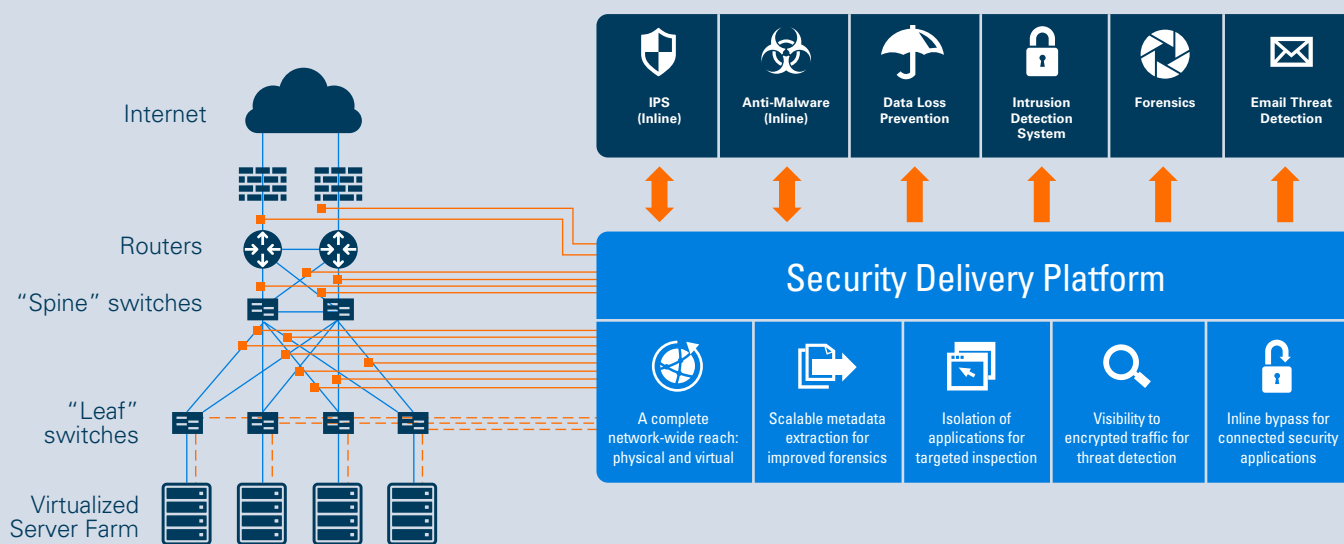 Internet
Routers
“Spine” switches
“Leaf”
switches
Virtualized
Server Farm
IPS
(Inline)
Anti-Malware
(Inline)
Data Loss
Prevention
Intrusion
Detection
System
Forensics
Email Threat
Detection
Security Delivery Platform
A complete
network-wide reach:
physical and virtual
Scalable metadata
extraction for
improved forensics
Isolation of
applications for
targeted inspection
Visibility to
encrypted traffic for
threat detection
Inline bypass for
connected security
applications